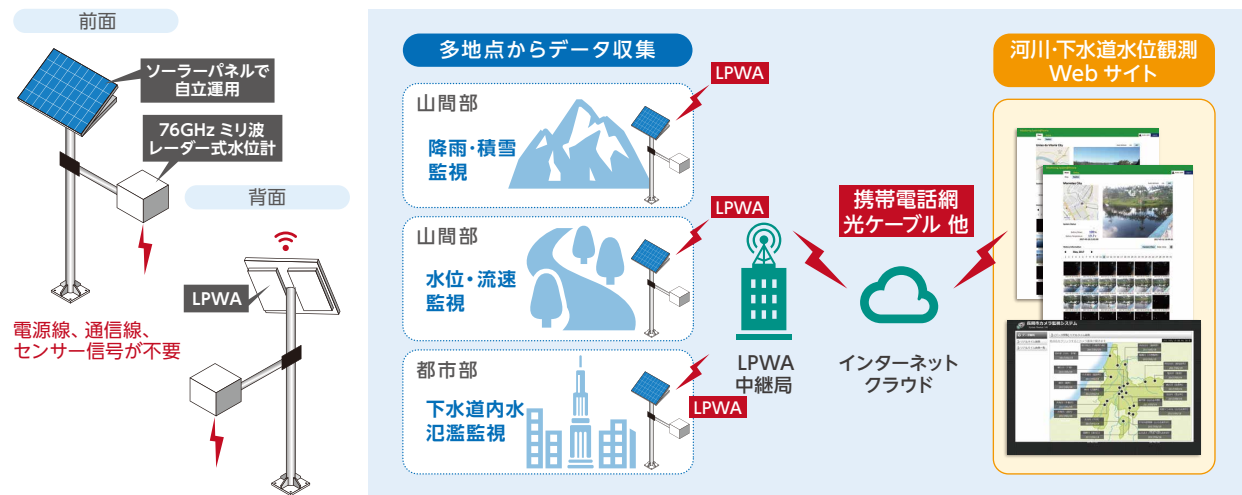 前面
ソーラーパネルで
自立運用
76GHz ミリ波
レーダー式水位計
背面
LPWA
電源線、通信線、
センサー信号が不要
多地点からデータ収集
LPWA
山間部
降雨・積雪
監視
LPWA
山間部
水位・流速
監視
都市部
下水道内水
氾濫監視
LPWA
LPWA
中継局
携帯電話網
光ケーブル 他
インターネット
クラウド
河川・下水道水位観測
Web サイト